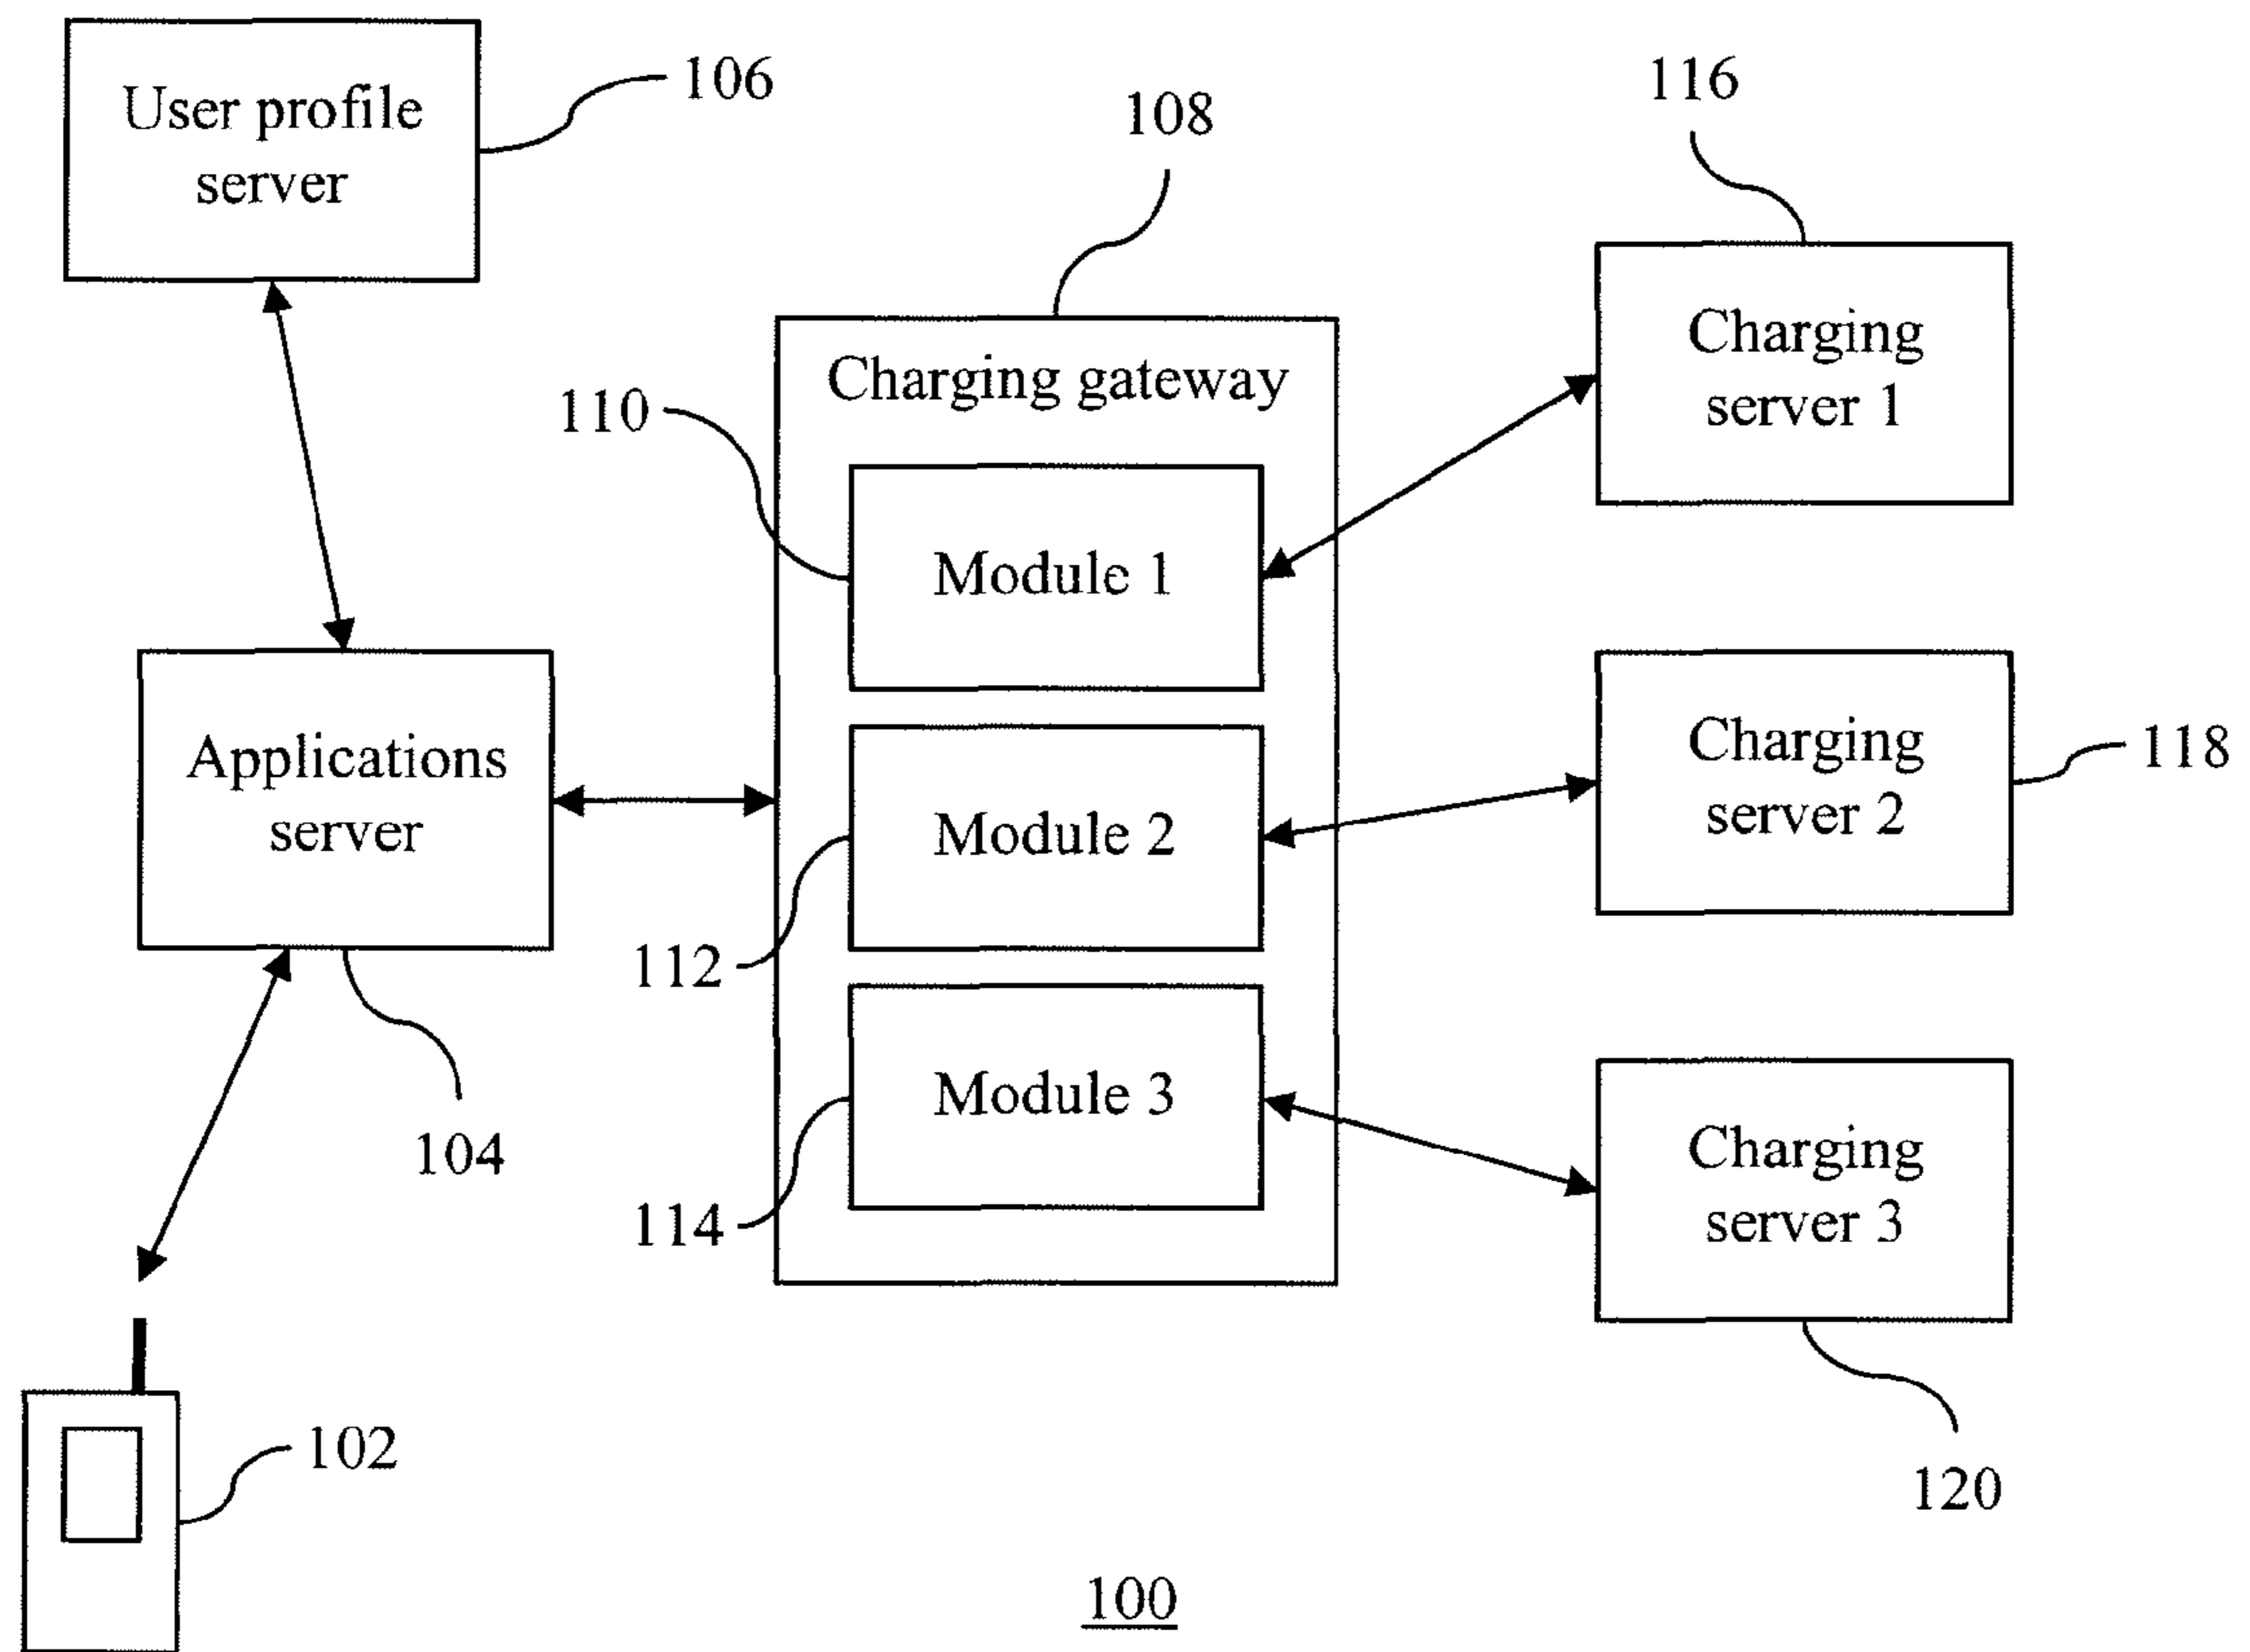 User profile
server
106
108
116
Charging gateway
110
Module 1
Charging
server 1
Applications
server
Module 2
112
Charging
server 2
118
104
Module 3
114
Charging
server 3
120
102
100